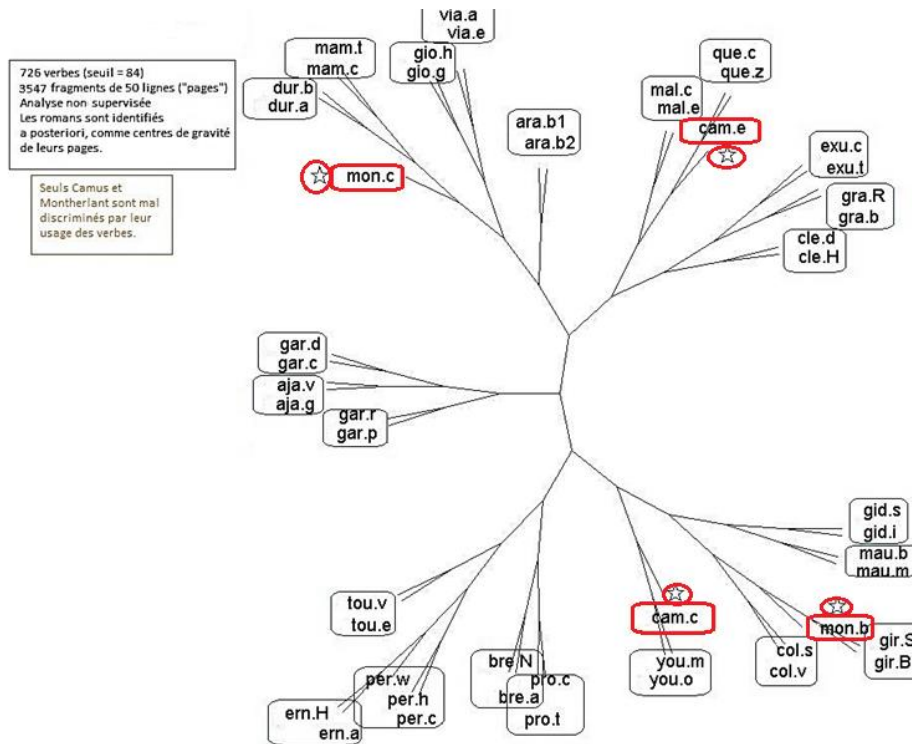 726 verbes (seuil = 84)
3547 fragments de 50 lignes ("pages")
Analyse non supervisée
Les romans sont identifiés
a posteriori, comme centres de gravité
de leurs pages.
Seuls Camus et
Montherlant sont mal
discriminés par leur
usage des verbes.
via.a
via.e
mam.t
mam.c
gio.h
gio.g
dur.b
dur.a
mon.c
ara.b1
ara.b2
que.c
que.z
mal.c
mal.e
cam.e
exu.c
exu.t
gra.R
gra.b
cle.d
cle.H
gar.d
gar.c
aja.v
aja.g
gar.r
gar.p
gid.s
gid.i
mau.b
mau.m
tou.v
tou.e
cam.c
mon.b
gir.S
gir.B
col.s
col.v
you.m
you.o
bre.N
bre.a
pro.c
pro.t
per.w
per.h
per.c
ern.H
ern.a